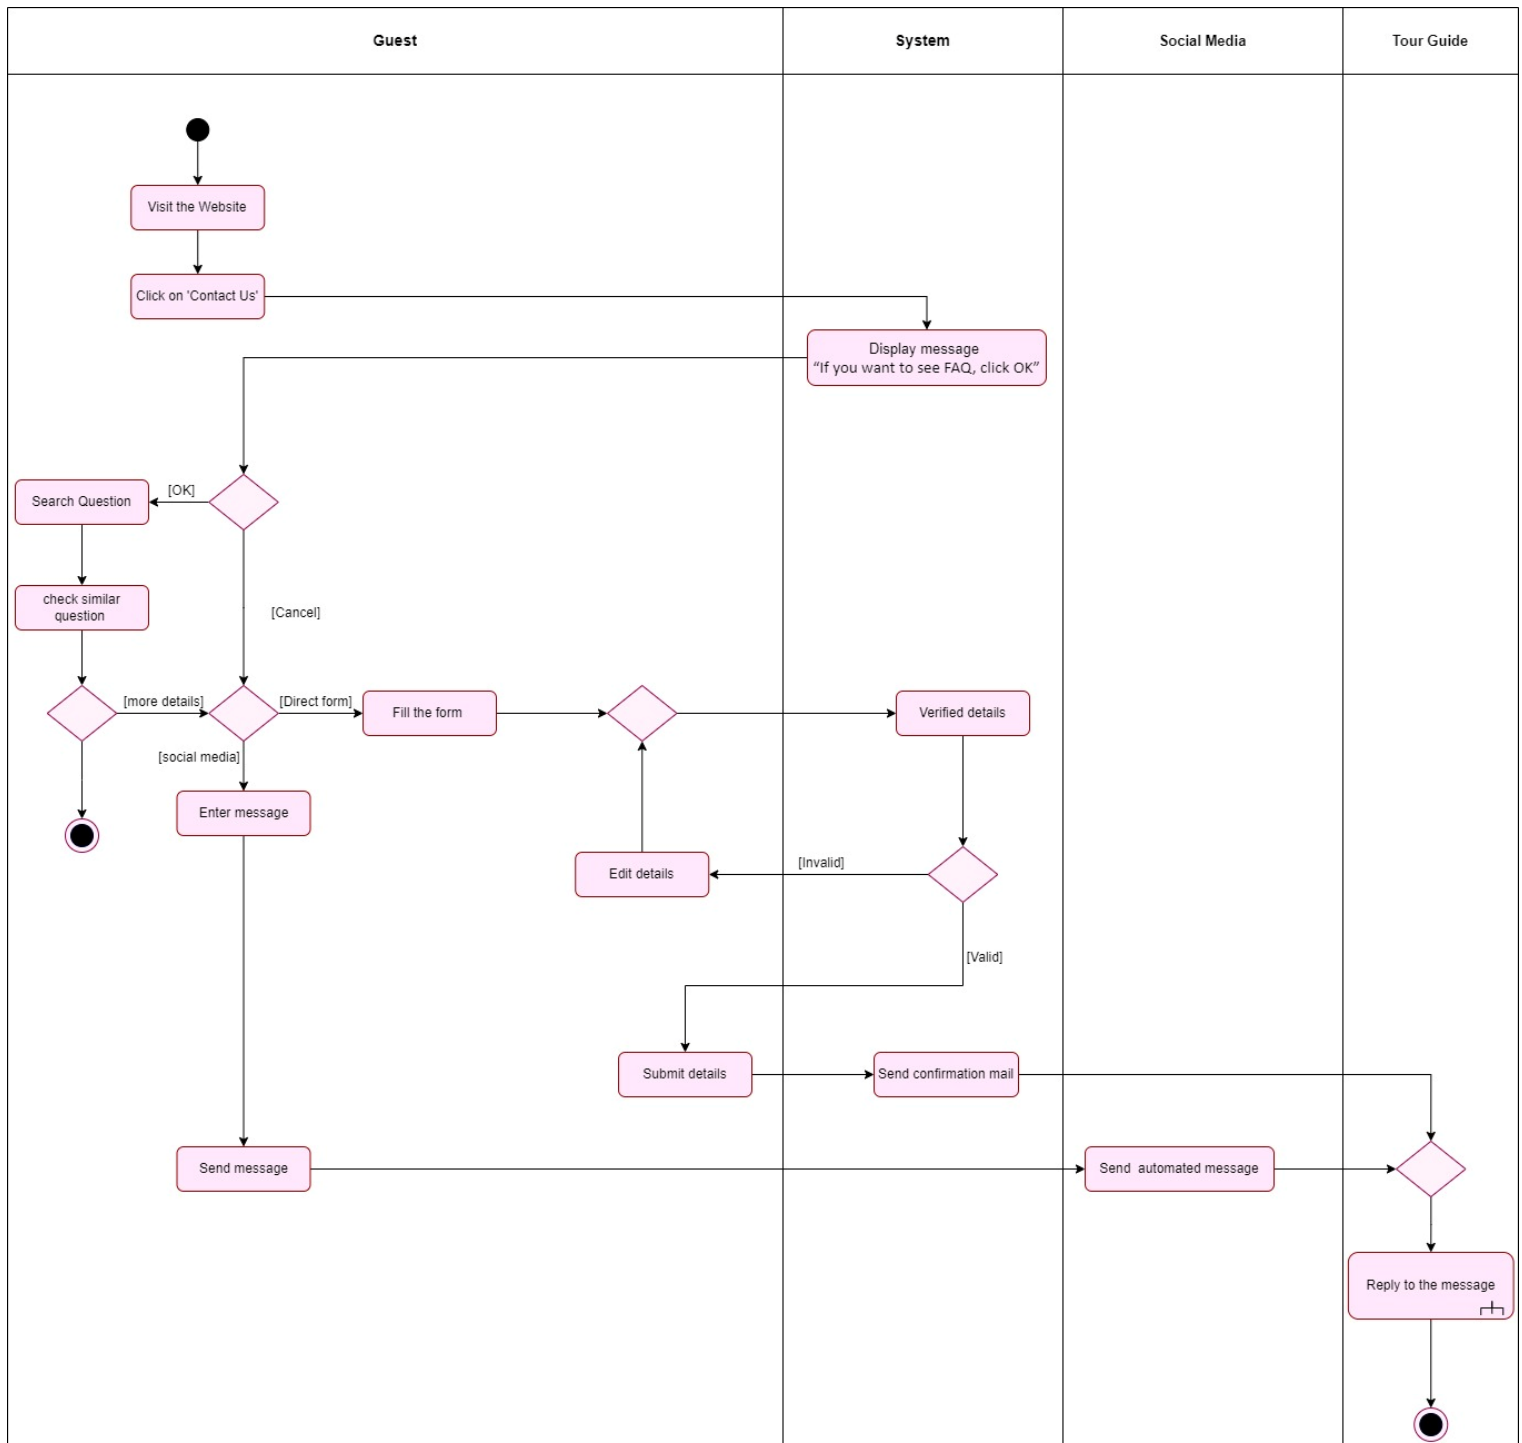 Guest
System
Social Media
Tour Guide
Visit the Website
Click on 'Contact Us'
Display message
“If you want to see FAQ, click OK”
[OK]
Search Question
check similar
question
[Cancel]
[more details]
[Direct form]
Fill the form
Verified details
[social media]
Enter message
[Invalid]
Edit details
[Valid]
Submit details
Send confirmation mail
Send message
Send  automated message
Reply to the message